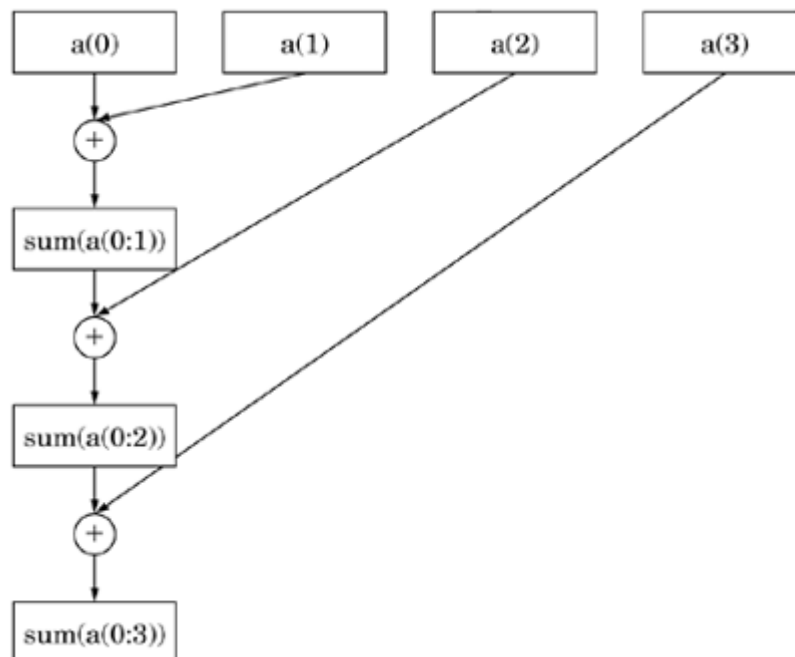 a(0) a(1) a(2) a(3)
+
sum(a(0:1))
+
sum(a(0:2))
+
sum(a(0:3))